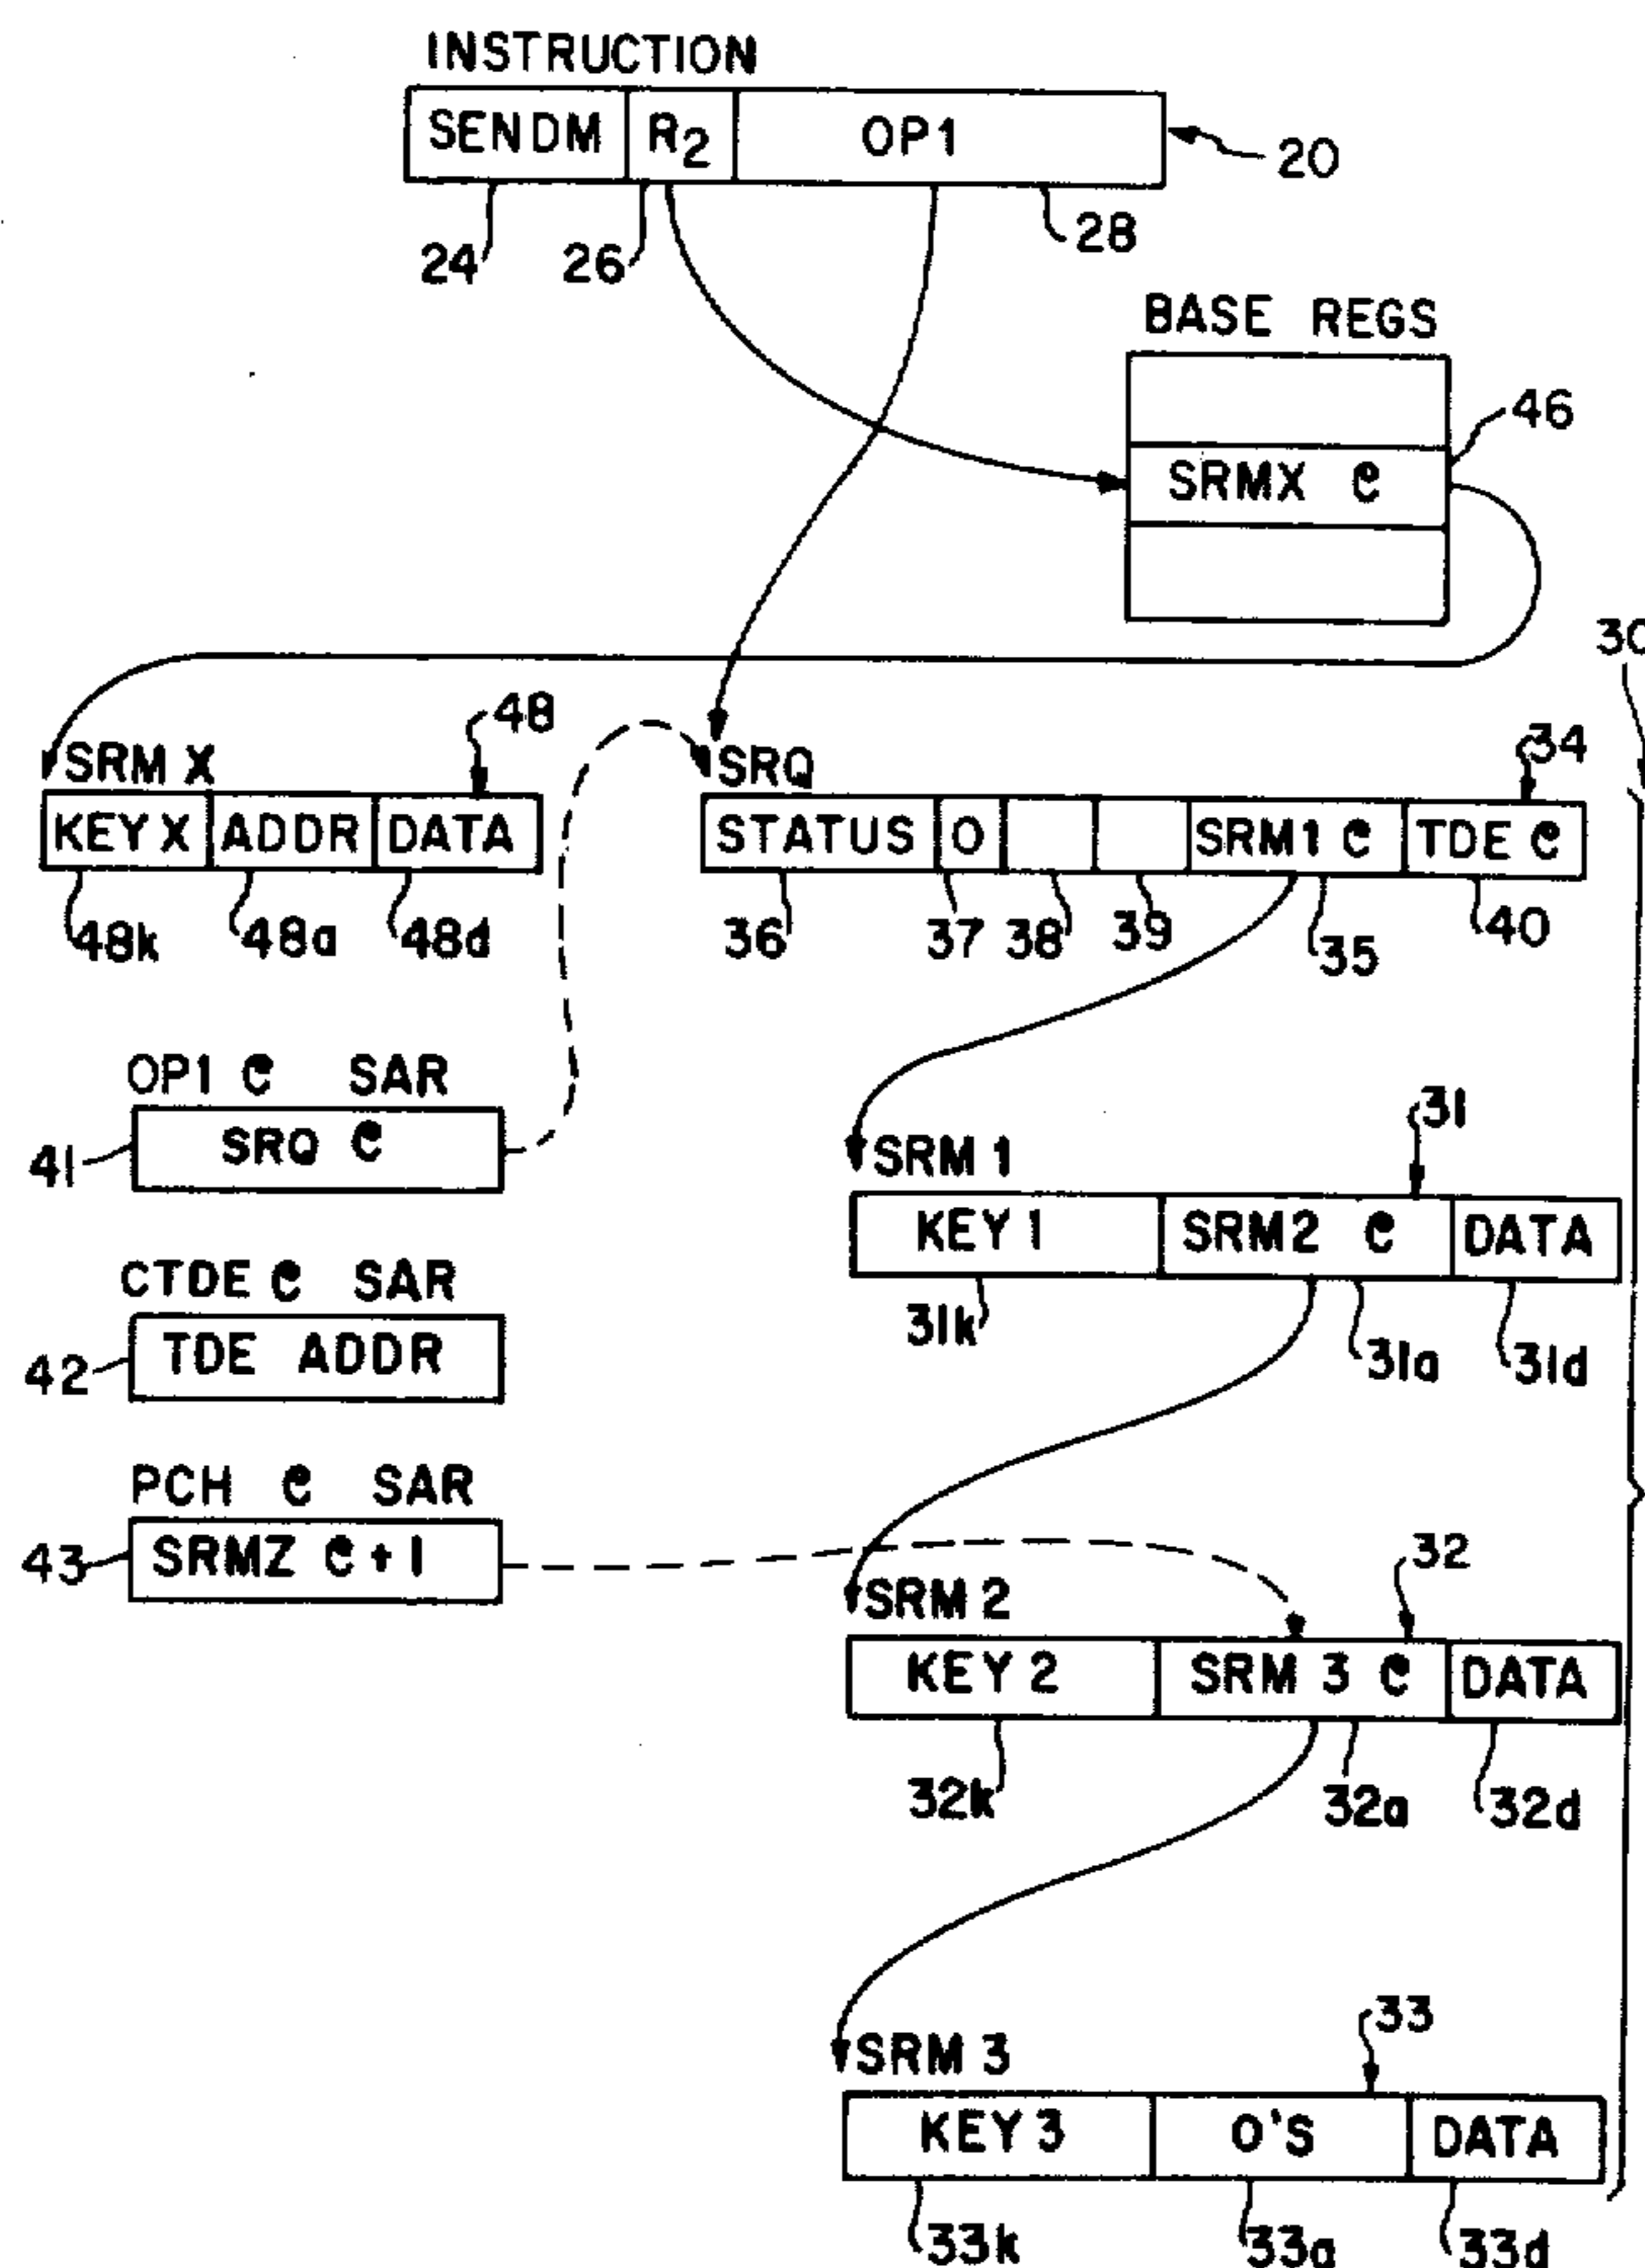 INSTRUCTION
SENDM R2 OP1
20
24 26 28
BASE REGS
46
SRMX @
30
48 34
SRM X SRQ
KEY X ADDR DATA STATUS 0 SRM1 @ TDE @
48k 48a 48d 36 37 38 39 35 40
OP1 @ SAR
31
41 SRQ @
SRM 1
KEY 1 SRM2 @ DATA
CTDE @ SAR
31k 31a 31d
42 TDE ADDR
PCH @ SAR
43 SRMZ @ + 1
32
SRM 2
KEY 2 SRM 3 @ DATA
32k 32a 32d
33
SRM 3
KEY 3 0'S DATA
33k 33a 33d